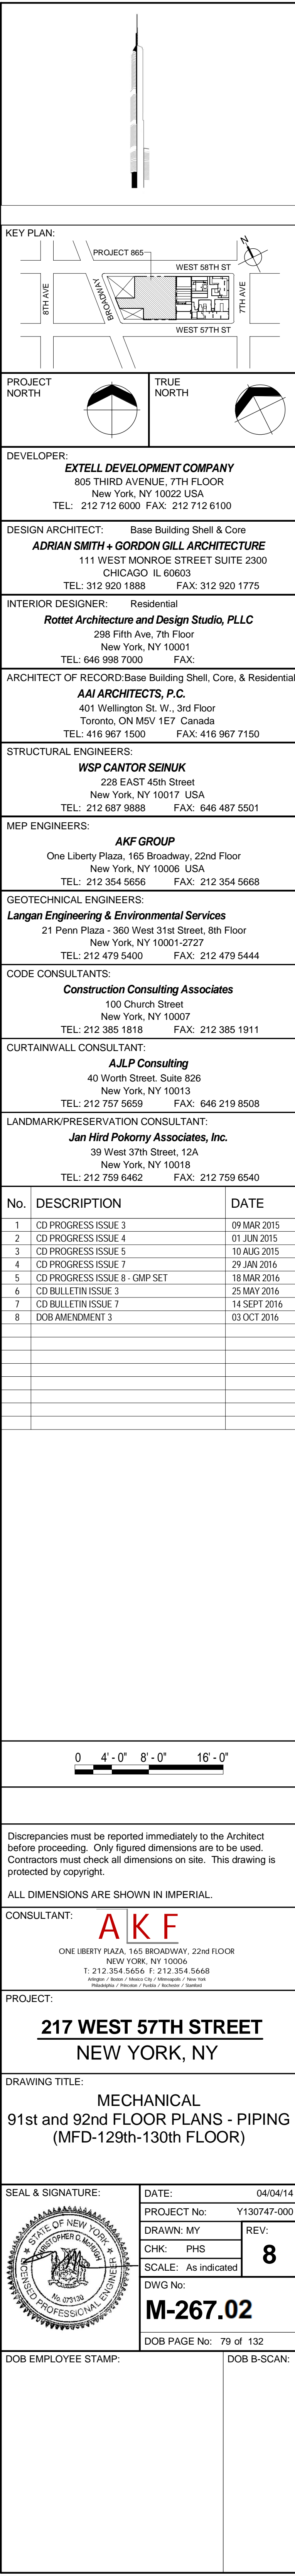 KEY PLAN:
N
PROJECT 865
WEST 58TH ST
8TH AVE
BROADWAY
7TH AVE
WEST 57TH ST
PROJECT
NORTH
TRUE
NORTH
DEVELOPER:
EXTELL DEVELOPMENT COMPANY
805 THIRD AVENUE, 7TH FLOOR
New York, NY 10022 USA
TEL: 212 712 6000 FAX: 212 712 6100
DESIGN ARCHITECT: Base Building Shell & Core
ADRIAN SMITH + GORDON GILL ARCHITECTURE
111 WEST MONROE STREET SUITE 2300
CHICAGO IL 60603
TEL: 312 920 1888 FAX: 312 920 1775
INTERIOR DESIGNER: Residential
Rottet Architecture and Design Studio, PLLC
298 Fifth Ave, 7th Floor
New York, NY 10001
TEL: 646 998 7000 FAX:
ARCHITECT OF RECORD:Base Building Shell, Core, & Residential
AAI ARCHITECTS, P.C.
401 Wellington St. W., 3rd Floor
Toronto, ON M5V 1E7 Canada
TEL: 416 967 1500 FAX: 416 967 7150
STRUCTURAL ENGINEERS:
WSP CANTOR SEINUK
228 EAST 45th Street
New York, NY 10017 USA
TEL: 212 687 9888 FAX: 646 487 5501
MEP ENGINEERS:
AKF GROUP
One Liberty Plaza, 165 Broadway, 22nd Floor
New York, NY 10006 USA
TEL: 212 354 5656 FAX: 212 354 5668
GEOTECHNICAL ENGINEERS:
Langan Engineering & Environmental Services
21 Penn Plaza - 360 West 31st Street, 8th Floor
New York, NY 10001-2727
TEL: 212 479 5400 FAX: 212 479 5444
CODE CONSULTANTS:
Construction Consulting Associates
100 Church Street
New York, NY 10007
TEL: 212 385 1818 FAX: 212 385 1911
CURTAINWALL CONSULTANT:
AJLP Consulting
40 Worth Street. Suite 826
New York, NY 10013
TEL: 212 757 5659 FAX: 646 219 8508
LANDMARK/PRESERVATION CONSULTANT:
Jan Hird Pokorny Associates, Inc.
39 West 37th Street, 12A
New York, NY 10018
TEL: 212 759 6462 FAX: 212 759 6540
No. DESCRIPTION DATE
1 CD PROGRESS ISSUE 3 09 MAR 2015
2 CD PROGRESS ISSUE 4 01 JUN 2015
3 CD PROGRESS ISSUE 5 10 AUG 2015
4 CD PROGRESS ISSUE 7 29 JAN 2016
5 CD PROGRESS ISSUE 8 - GMP SET 18 MAR 2016
6 CD BULLETIN ISSUE 3 25 MAY 2016
7 CD BULLETIN ISSUE 7 14 SEPT 2016
8 DOB AMENDMENT 3 03 OCT 2016
0 4' - 0" 8' - 0" 16' - 0"
Discrepancies must be reported immediately to the Architect
before proceeding. Only figured dimensions are to be used.
Contractors must check all dimensions on site. This drawing is
protected by copyright.
ALL DIMENSIONS ARE SHOWN IN IMPERIAL.
CONSULTANT:
AKF
ONE LIBERTY PLAZA, 165 BROADWAY, 22nd FLOOR
NEW YORK, NY 10006
T: 212.354.5656 F: 212.354.5668
Arlington / Boston / Mexico City / Minneapolis / New York
Philadelphia / Princeton / Puebla / Rochester / Stamford
PROJECT:
217 WEST 57TH STREET
NEW YORK, NY
DRAWING TITLE:
MECHANICAL
91st and 92nd FLOOR PLANS - PIPING
(MFD-129th-130th FLOOR)
SEAL & SIGNATURE:
STATE OF NEW YORK
CHRISTOPHER O. McHUGH
No. 073130
LICENSED PROFESSIONAL ENGINEER
DATE: 04/04/14
PROJECT No: Y130747-000
DRAWN: MY
REV:
8
CHK: PHS
SCALE: As indicated
DWG No:
M-267.02
DOB PAGE No: 79 of 132
DOB EMPLOYEE STAMP:
DOB B-SCAN: